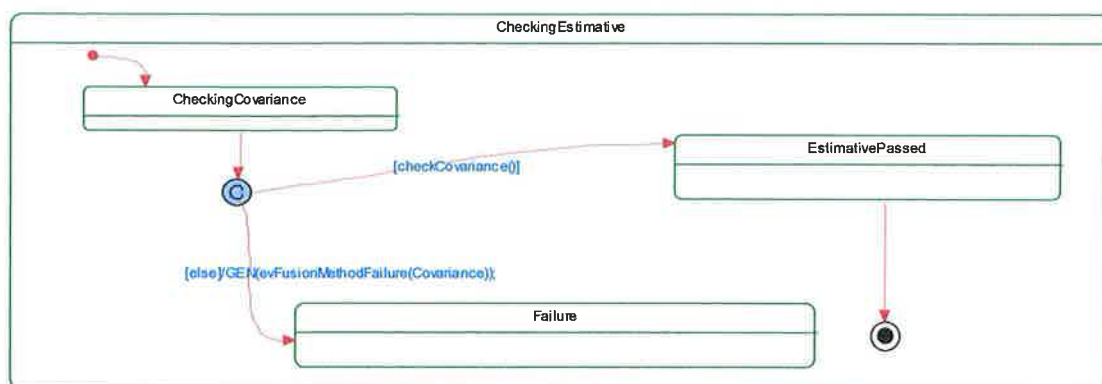 CheckingEstimative
CheckingCovariance
EstimativePassed
[checkCovariance()]
C
[else]/GEN(evFusionMethodFailure(Covariance));
Failure